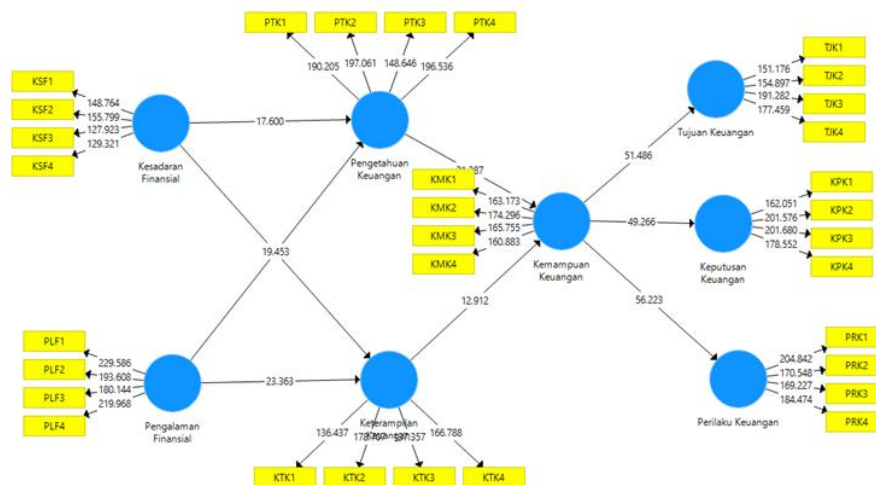 PTK1
PTK2
PTK3
PTK4
190.205
197.061
148.646
196.536
KSF1
KSF2
KSF3
KSF4
148.764
155.799
127.923
129.321
Kesadaran
Finansial
17.600
Pengetahuan
Keuangan
TJK1
TJK2
TJK3
TJK4
151.176
154.897
191.282
177.459
Tujuan Keuangan
51.486
KMK1
KMK2
KMK3
KMK4
163.173
174.296
165.755
160.883
Kemampuan
Keuangan
49.266
KPK1
KPK2
KPK3
KPK4
162.051
201.576
201.680
178.552
Keputusan
Keuangan
19.453
12.912
56.223
PLF1
PLF2
PLF3
PLF4
229.586
193.608
180.144
219.968
Pengalaman
Finansial
23.363
Keterampilan
136.437
166.788
KTK1
KTK2
KTK3
KTK4
PRK1
PRK2
PRK3
PRK4
204.842
170.548
169.227
184.474
Perilaku Keuangan